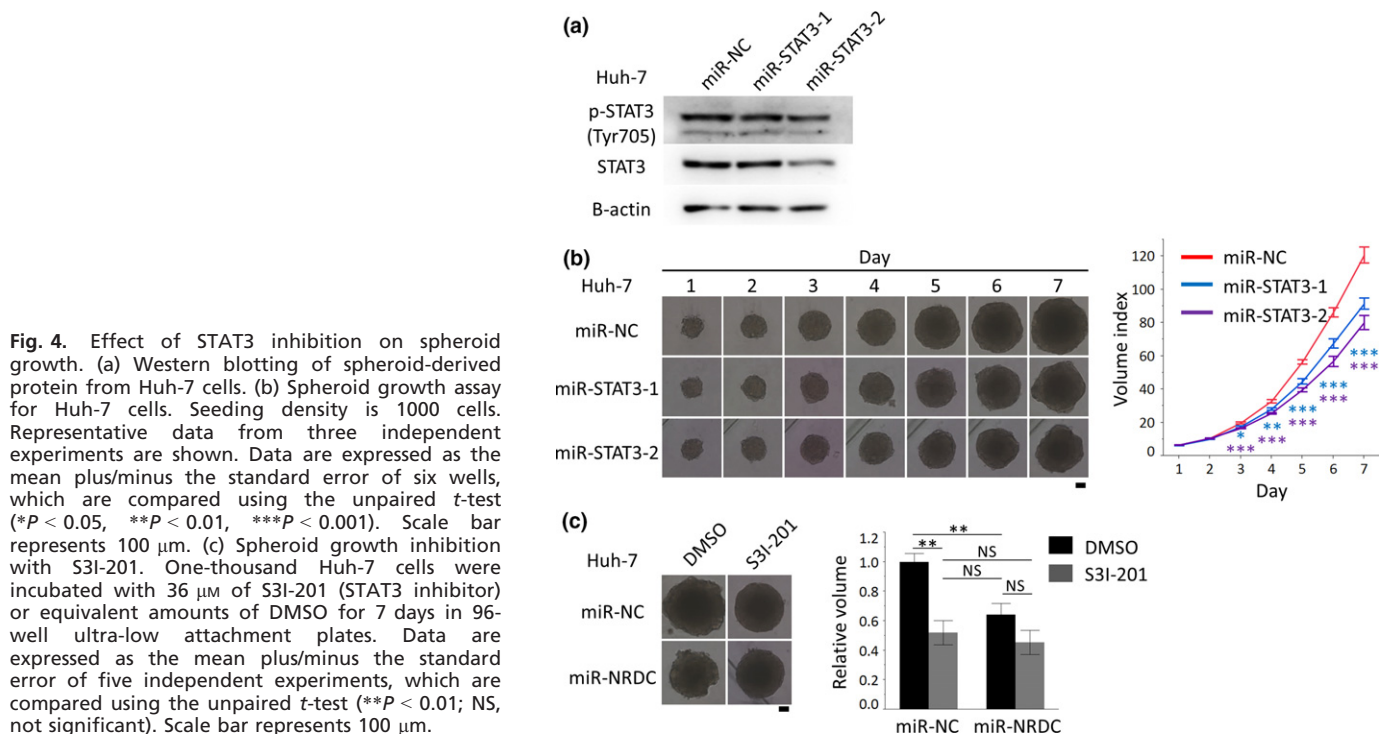 Fig. 4. Effect of STAT3 inhibition on spheroid
growth. (a) Western blotting of spheroid-derived
protein from Huh-7 cells. (b) Spheroid growth assay
for Huh-7 cells. Seeding density is 1000 cells.
Representative data from three independent
experiments are shown. Data are expressed as the
mean plus/minus the standard error of six wells,
which are compared using the unpaired t-test
(*P < 0.05, **P < 0.01, ***P < 0.001). Scale bar
represents 100 μm. (c) Spheroid growth inhibition
with S3I-201. One-thousand Huh-7 cells were
incubated with 36 μM of S3I-201 (STAT3 inhibitor)
or equivalent amounts of DMSO for 7 days in 96-
well ultra-low attachment plates. Data are
expressed as the mean plus/minus the standard
error of five independent experiments, which are
compared using the unpaired t-test (**P < 0.01; NS,
not significant). Scale bar represents 100 μm.
(a)
Huh-7 miR-NC miR-STAT3-1 miR-STAT3-2
p-STAT3
(Tyr705)
STAT3
B-actin
(b)
Day
Huh-7 1 2 3 4 5 6 7
miR-NC
miR-STAT3-1
miR-STAT3-2
Volume index
120
100
80
60
40
20
0
miR-NC
miR-STAT3-1
miR-STAT3-2
* ** *** *** ***
*** *** *** *** ***
1 2 3 4 5 6 7
Day
(c)
Huh-7 DMSO S3I-201
miR-NC
miR-NRDC
Relative volume
1.2
1.0
0.8
0.6
0.4
0.2
0.0
**
**
NS
NS
NS
DMSO
S3I-201
miR-NC miR-NRDC